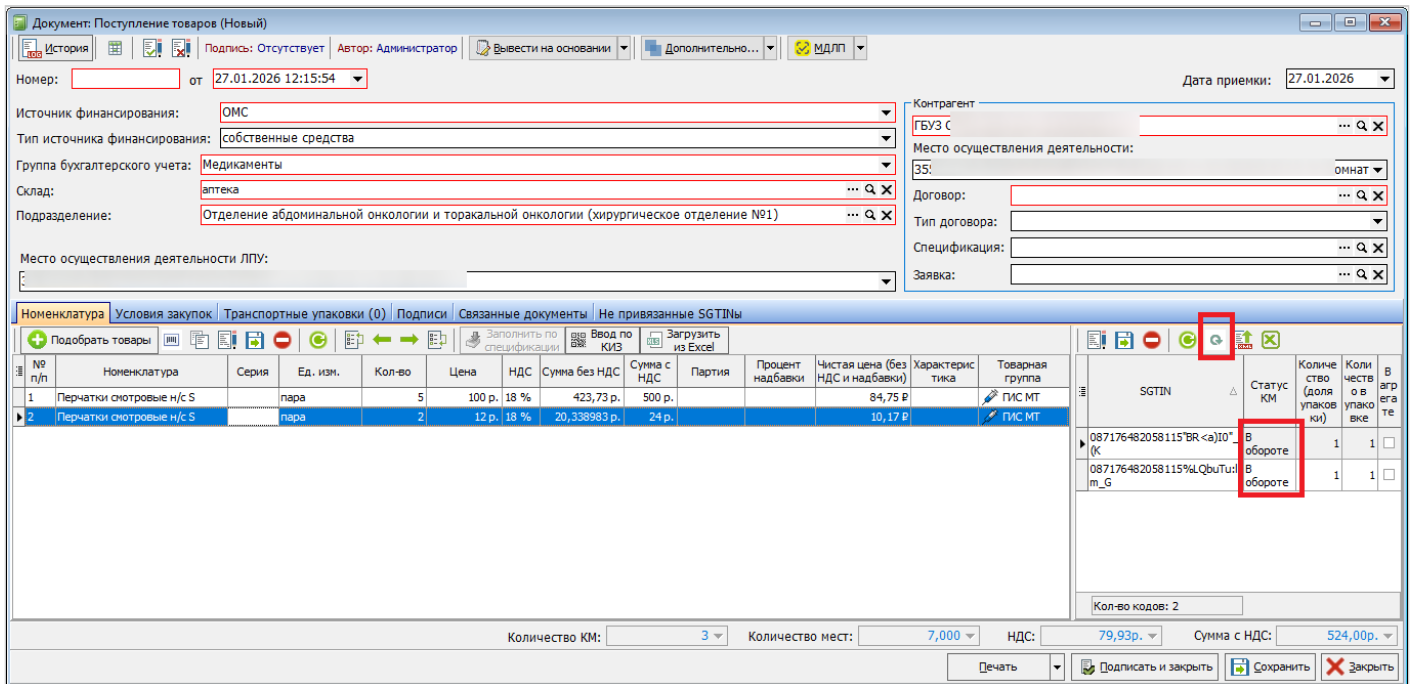 Документ: Поступление товаров (Новый)
История Подпись: Отсутствует Автор: Администратор Вывести на основании Дополнительно... МДЛП
Номер: от 27.01.2026 12:15:54 Дата приемки: 27.01.2026
Источник финансирования: ОМС
Тип источника финансирования: собственные средства
Группа бухгалтерского учета: Медикаменты
Склад: аптека
Подразделение: Отделение абдоминальной онкологии и торакальной онкологии (хирургическое отделение №1)
Место осуществления деятельности ЛПУ:
Контрагент
ГБУЗ
Место осуществления деятельности:
355 омнат
Договор:
Тип договора:
Спецификация:
Заявка:
Номенклатура Условия закупок Транспортные упаковки (0) Подписи Связанные документы Не привязанные SGTINы
Подобрать товары Заполнить по спецификации Ввод по КИЗ Загрузить из Excel
№ п/п Номенклатура Серия Ед. изм. Кол-во Цена НДС Сумма без НДС Сумма с НДС Партия Процент надбавки Чистая цена (без НДС и надбавки) Характеристика Товарная группа
1 Перчатки смотровые н/с S пара 5 100 р. 18 % 423,73 р. 500 р. 84,75 ₽ ПИС МТ
2 Перчатки смотровые н/с S пара 2 12 р. 18 % 20,338983 р. 24 р. 10,17 ₽ ПИС МТ
SGTIN Статус КМ Количество (доля упаковки) Количество в упаковке В агрегате
087176482058115"BR<a)I0"_(K В обороте 1 1
087176482058115%LQbuTu: m_G В обороте 1 1
Кол-во кодов: 2
Количество КМ: 3 Количество мест: 7,000 НДС: 79,93р. Сумма с НДС: 524,00р.
Печать Подписать и закрыть Сохранить Закрыть